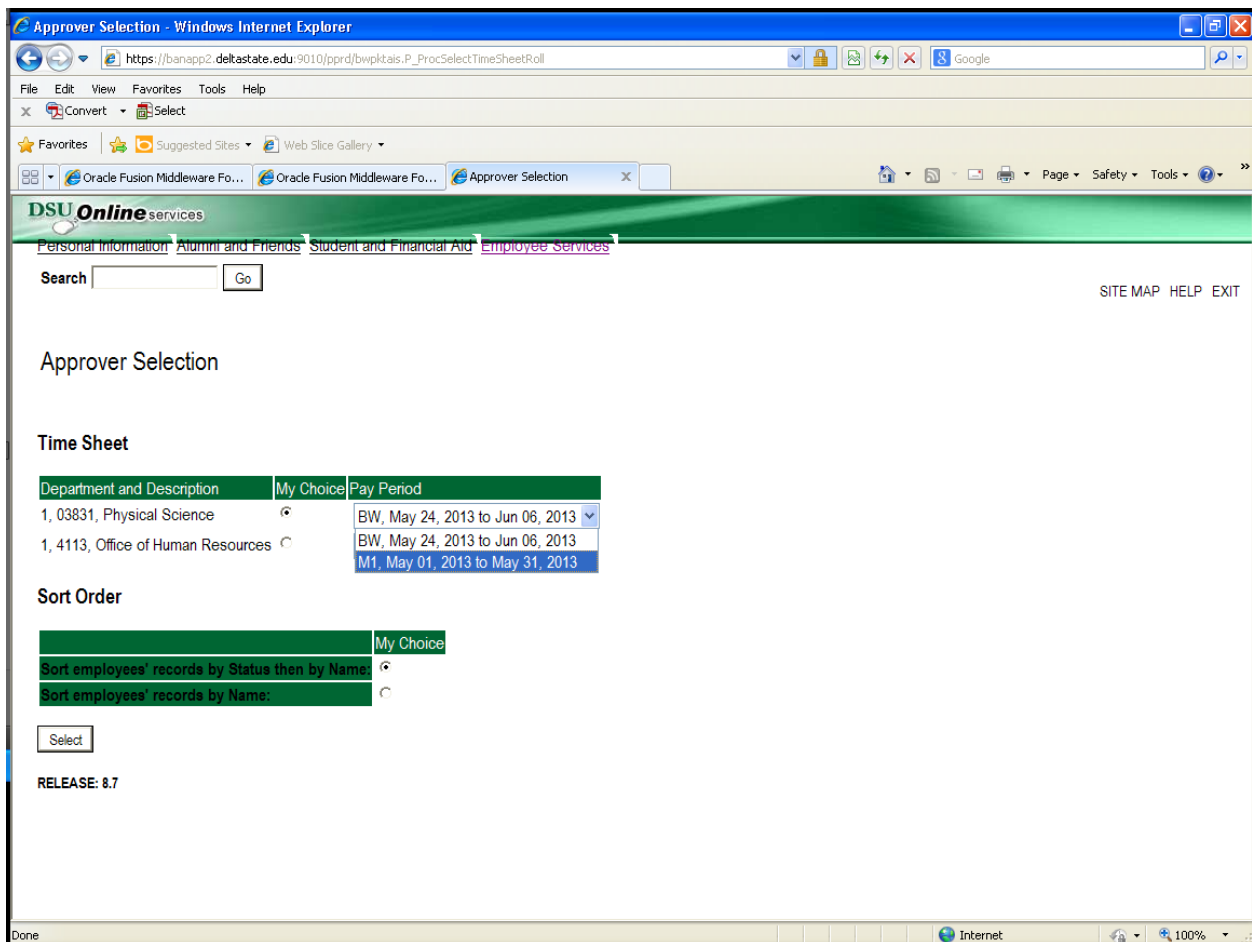 Approver Selection - Windows Internet Explorer
https://banapp2.deltastate.edu:9010/pprd/bwpktais.P_ProcSelectTimeSheetRoll
Google
File Edit View Favorites Tools Help
x Convert Select
Favorites Suggested Sites Web Slice Gallery
Oracle Fusion Middleware Fo... Oracle Fusion Middleware Fo... Approver Selection x Page Safety Tools »
DSU Online services
Personal Information Alumni and Friends Student and Financial Aid Employee Services
Search Go
SITE MAP HELP EXIT
Approver Selection
Time Sheet
Department and Description My Choice Pay Period
1, 03831, Physical Science BW, May 24, 2013 to Jun 06, 2013
1, 4113, Office of Human Resources BW, May 24, 2013 to Jun 06, 2013
M1, May 01, 2013 to May 31, 2013
Sort Order
My Choice
Sort employees' records by Status then by Name:
Sort employees' records by Name:
Select
RELEASE: 8.7
Done Internet 100%